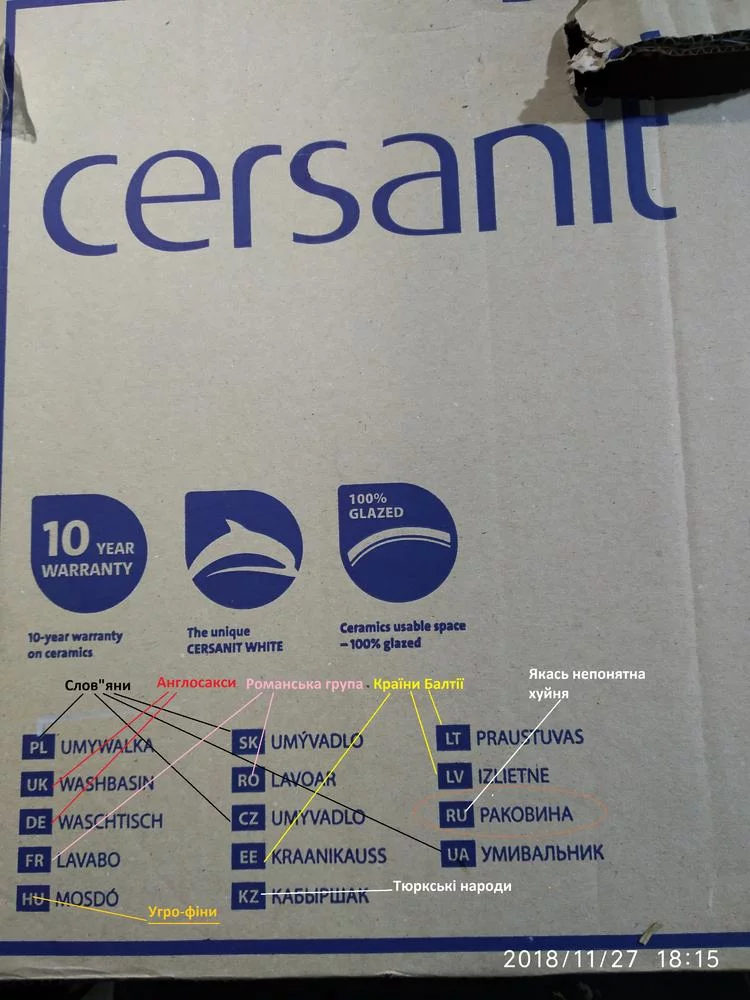 cersanit
100%
GLAZED
10 YEAR
WARRANTY
10-year warranty
on ceramics
The unique
CERSANIT WHITE
Ceramics usable space
– 100% glazed
Слов"яни
Англосакси
Романська група
Країни Балтії
Якась непонятна
хуйня
PL UMYWALKA
SK UMÝVADLO
LT PRAUSTUVAS
UK WASHBASIN
RO LAVOAR
LV IZLIETNE
DE WASCHTISCH
CZ UMYVADLO
RU РАКОВИНА
FR LAVABO
EE KRAANIKAUSS
UA УМИВАЛЬНИК
HU MOSDÓ
KZ КАБЫРШАК
Тюркські народи
Угро-фіни
2018/11/27 18:15